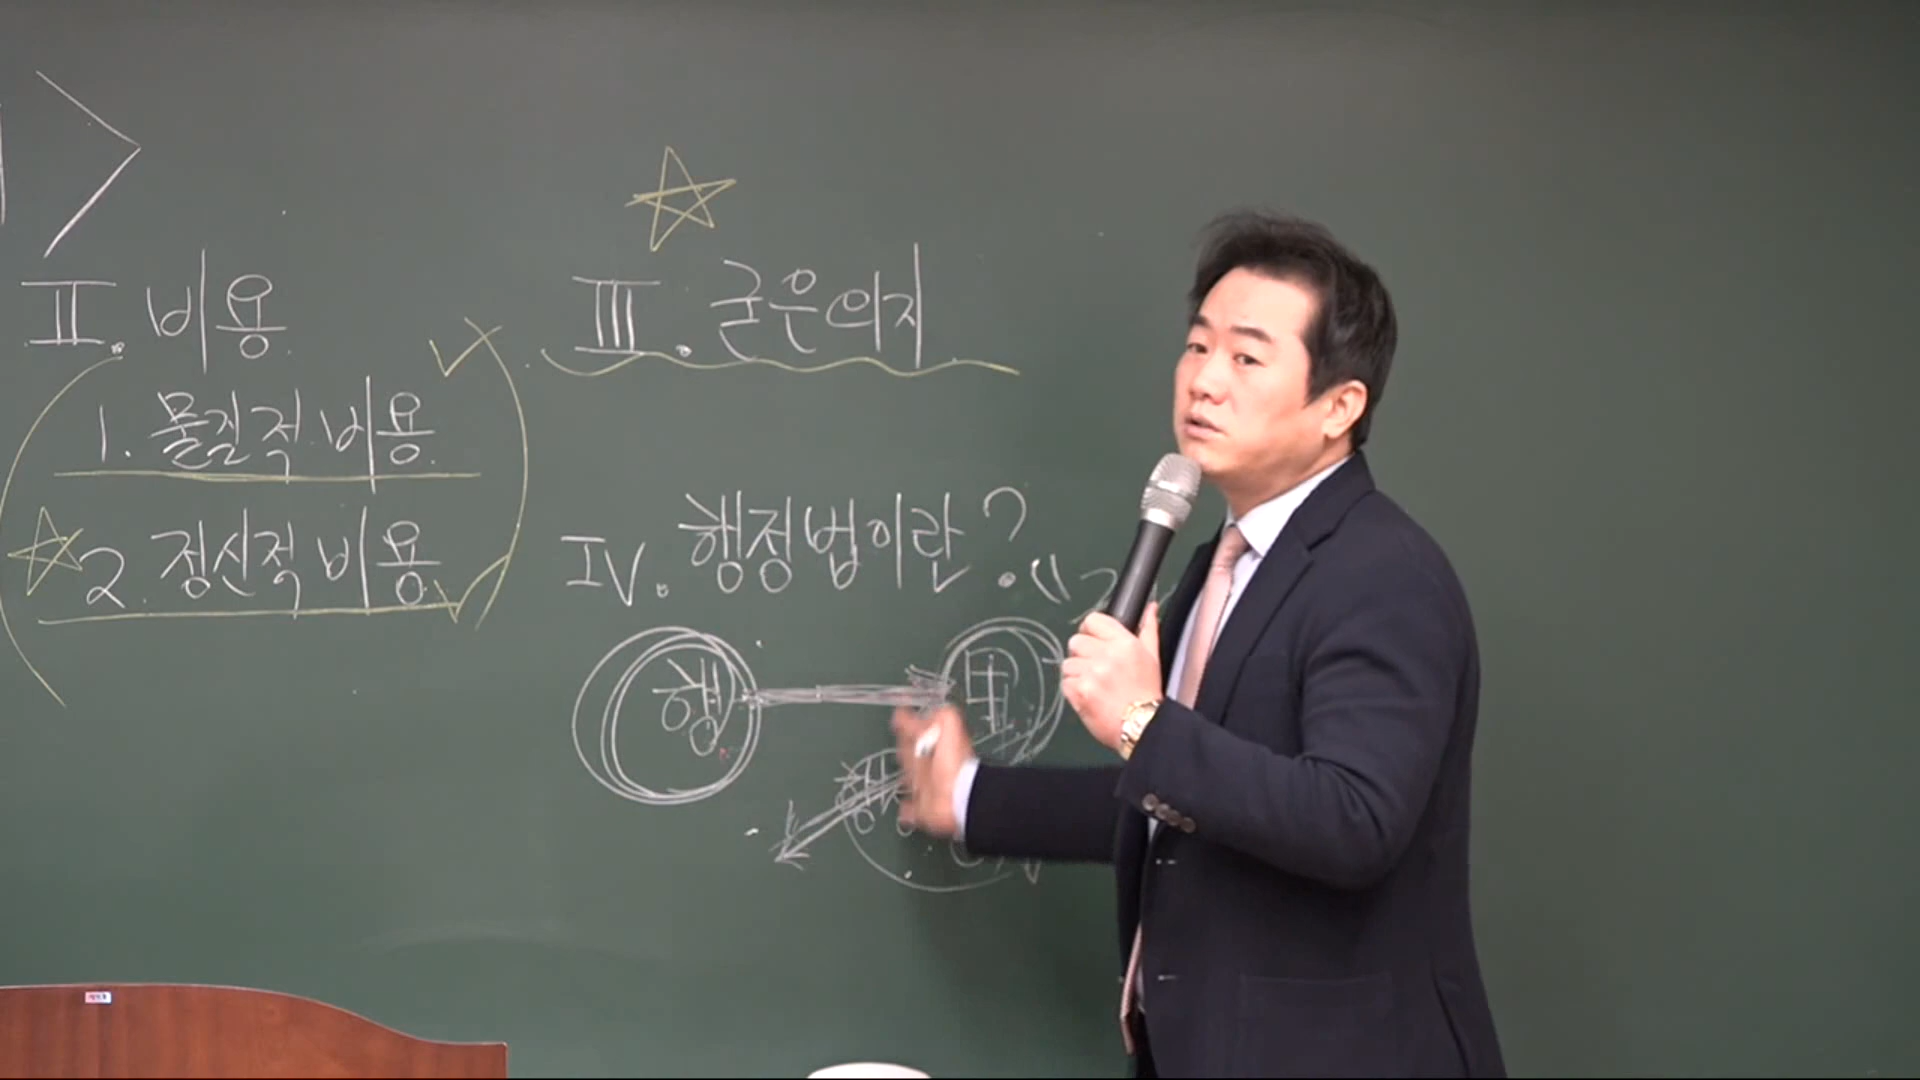 Ⅱ. 비용
1. 물질적 비용
2. 정신적 비용
Ⅲ. 굳은의지
Ⅳ. 행정법이란?
행